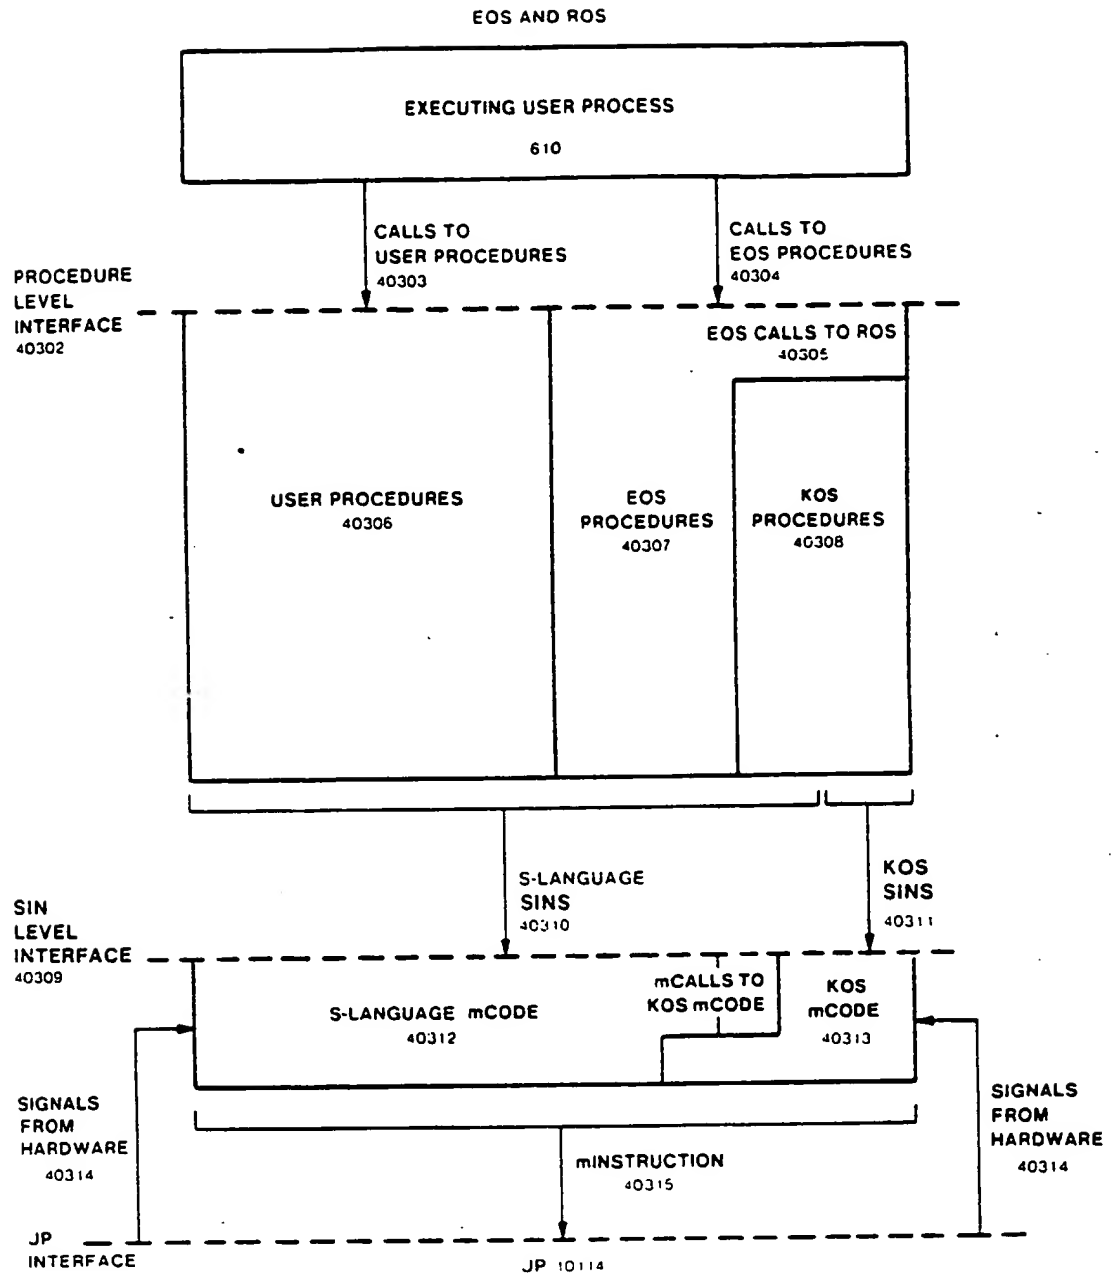 EOS AND ROS
EXECUTING USER PROCESS
610
CALLS TO
USER PROCEDURES
40303
CALLS TO
EOS PROCEDURES
40304
PROCEDURE
LEVEL
INTERFACE
40302
EOS CALLS TO ROS
40305
USER PROCEDURES
40306
EOS
PROCEDURES
40307
KOS
PROCEDURES
40308
S-LANGUAGE
SINS
40310
KOS
SINS
40311
SIN
LEVEL
INTERFACE
40309
S-LANGUAGE mCODE
40312
mCALLS TO
KOS mCODE
KOS
mCODE
40313
SIGNALS
FROM
HARDWARE
40314
SIGNALS
FROM
HARDWARE
40314
mINSTRUCTION
40315
JP
INTERFACE
JP 10114